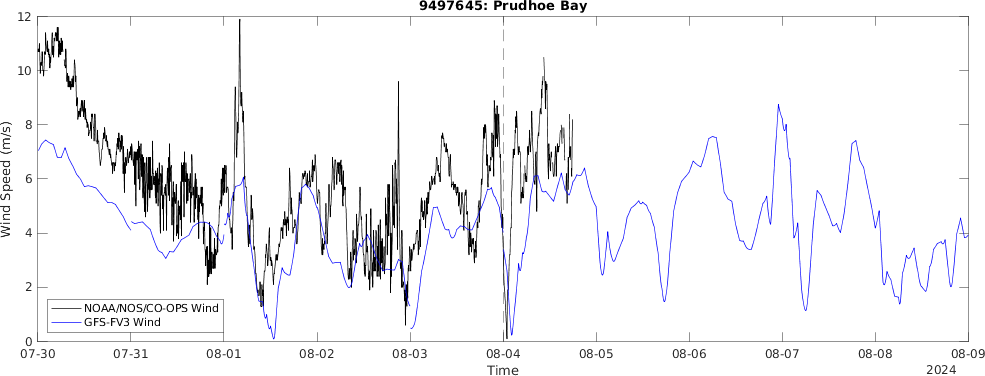 9497645: Prudhoe Bay
Wind Speed (m/s)
12
10
8
6
4
2
0
NOAA/NOS/CO-OPS Wind
GFS-FV3 Wind
07-30 07-31 08-01 08-02 08-03 08-04 08-05 08-06 08-07 08-08 08-09
Time
2024